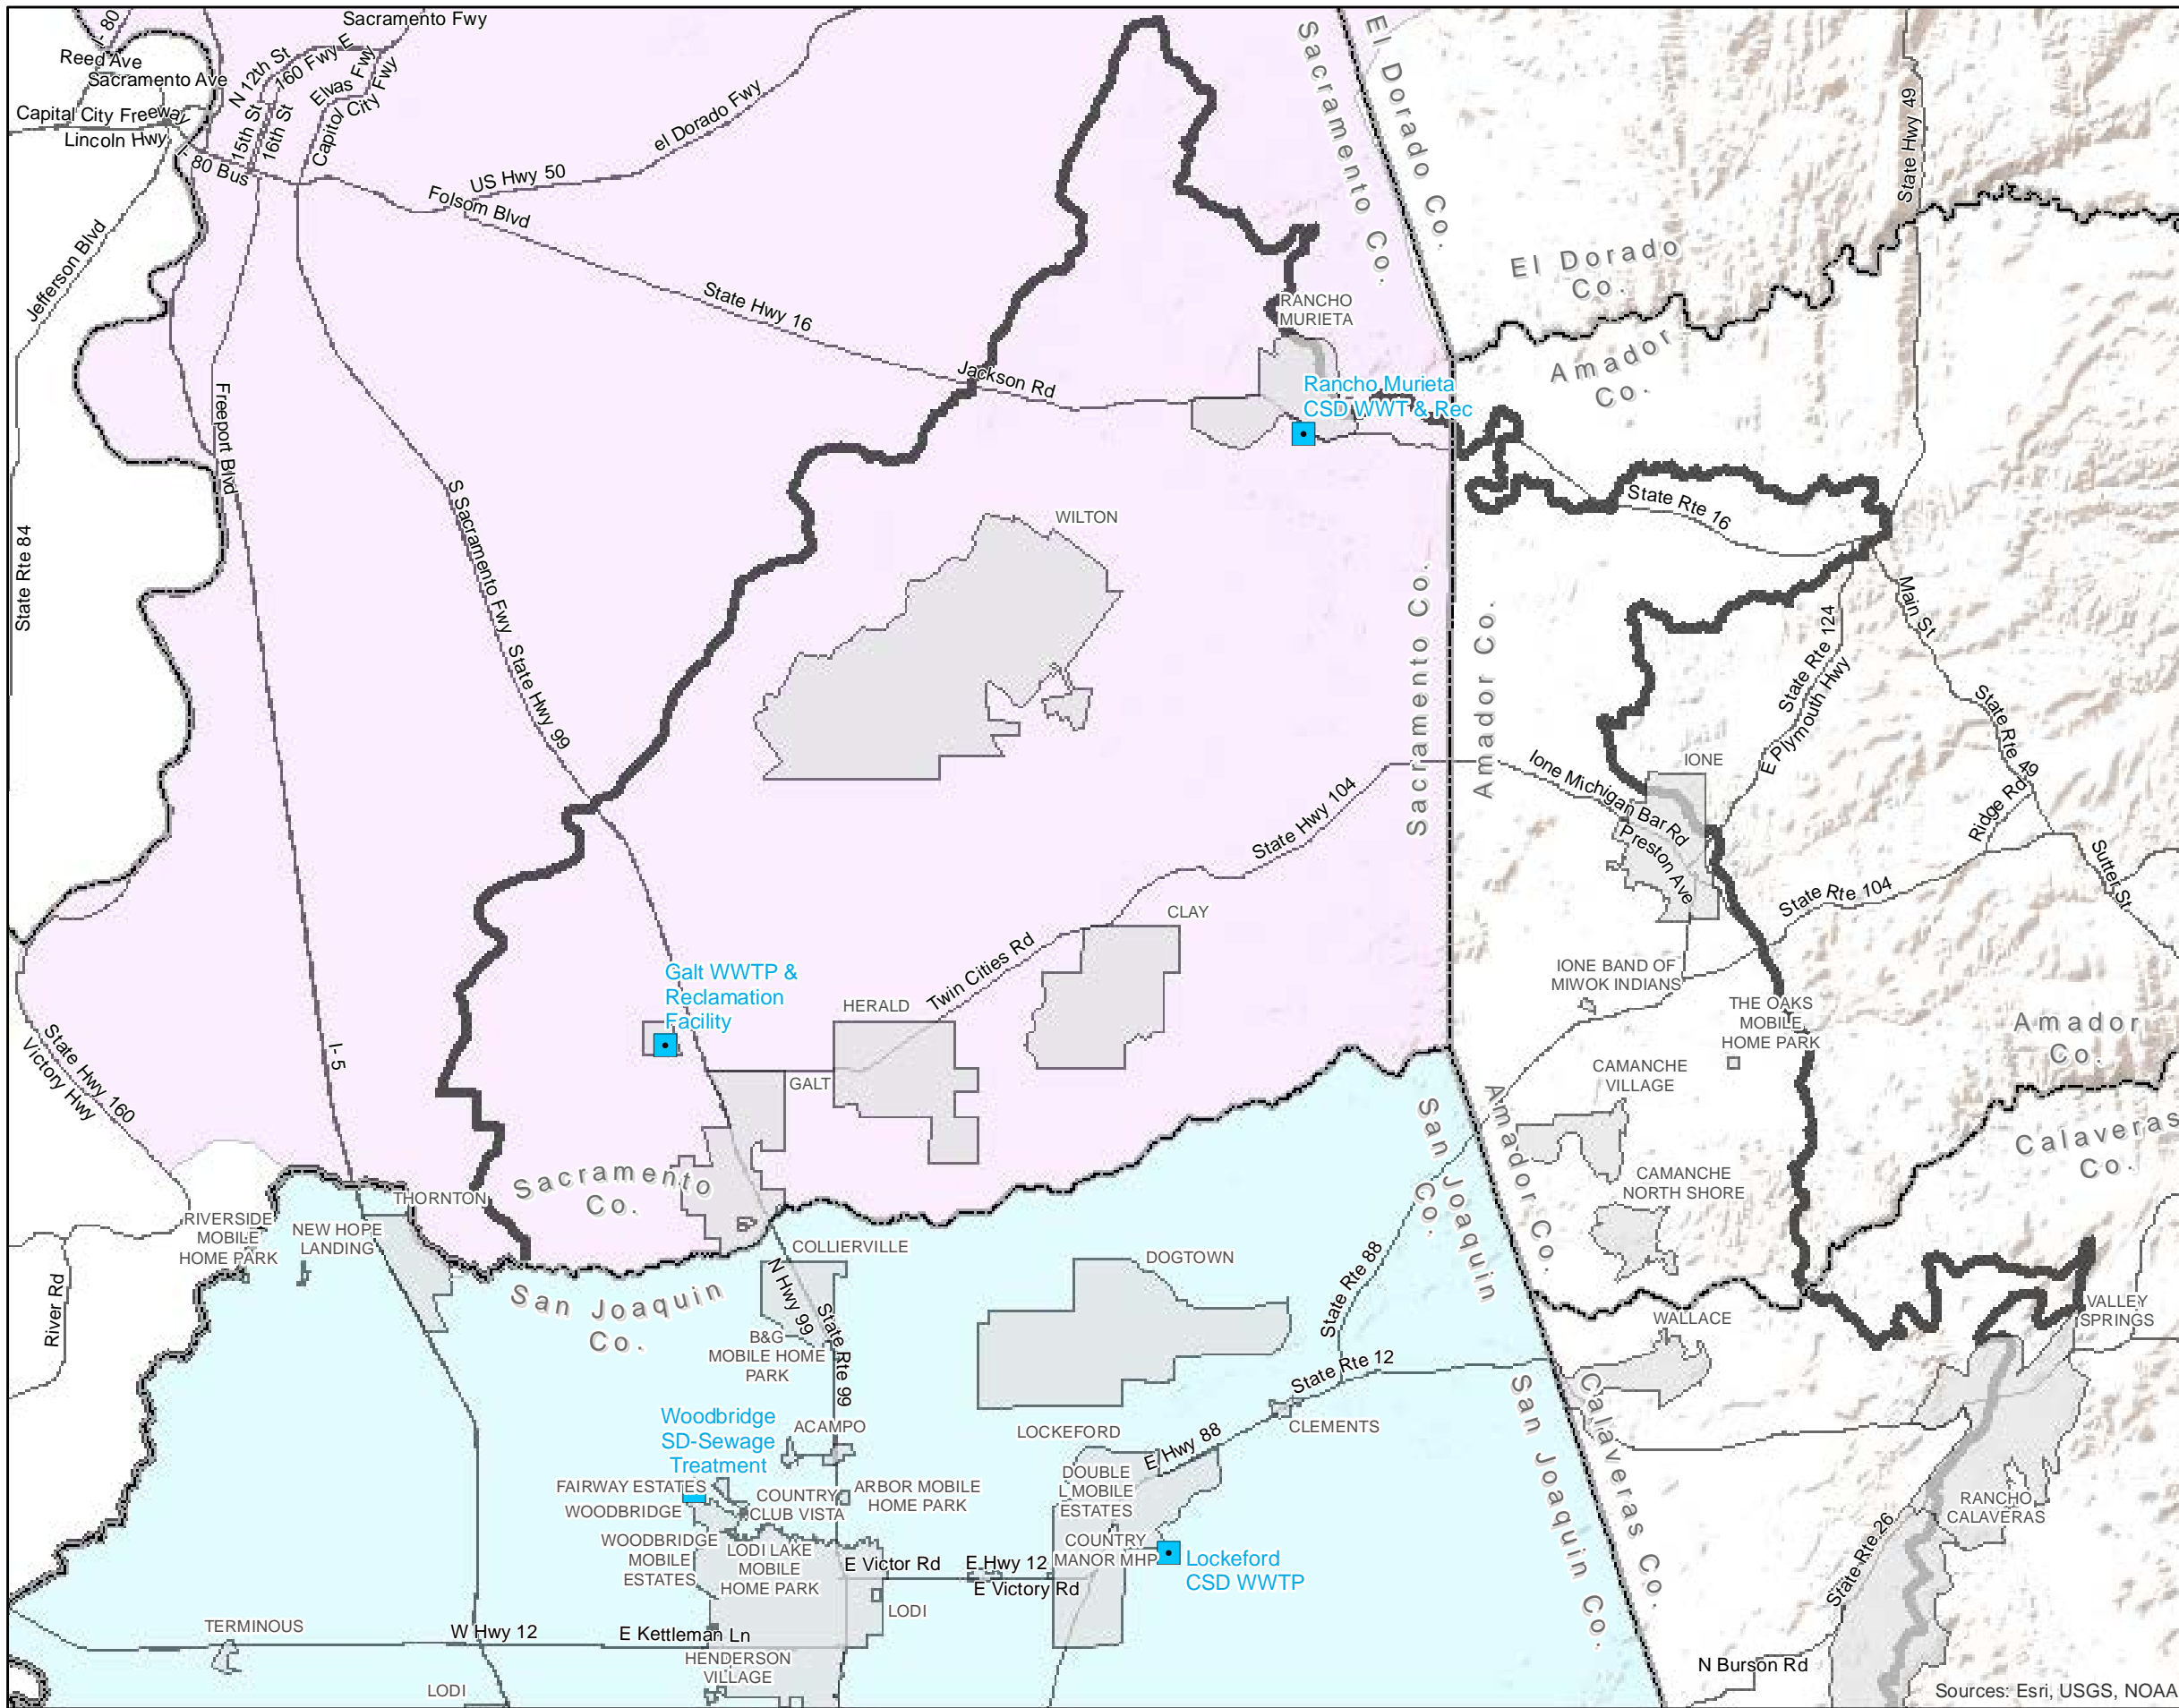 Sacramento Fwy
I- 80
Reed Ave
Sacramento Ave
N 12th St
160 Fwy E
Elvas Fwy
Capitol City Fwy
Capital City Freeway
Lincoln Hwy
15th St
16th St
I- 80 Bus
el Dorado Fwy
US Hwy 50
Folsom Blvd
Jefferson Blvd
State Hwy 16
Jackson Rd
Freeport Blvd
State Rte 84
S Sacramento Fwy
State Hwy 99
Sacramento Co.
El Dorado Co.
State Hwy 49
El Dorado
Co.
Amador
Co.
RANCHO
MURIETA
Rancho Murieta
CSD WWT & Rec
WILTON
State Rte 16
Main St
State Rte 124
E Plymouth Hwy
State Rte 49
Ridge Rd
Sutter St
Sacramento Co.
Amador Co.
IONE
Ione Michigan Bar Rd
Preston Ave
State Hwy 104
State Rte 104
CLAY
Twin Cities Rd
HERALD
Galt WWTP &
Reclamation
Facility
GALT
IONE BAND OF
MIWOK INDIANS
THE OAKS
MOBILE
HOME PARK
Amador
Co.
CAMANCHE
VILLAGE
Calaveras
Co.
CAMANCHE
NORTH SHORE
I-5
State Hwy 160
Victory Hwy
Sacramento
Co.
THORNTON
RIVERSIDE
MOBILE
HOME PARK
NEW HOPE
LANDING
River Rd
San Joaquin
Co.
COLLIERVILLE
N Hwy 99
State Rte 99
B&G
MOBILE HOME
PARK
DOGTOWN
State Rte 88
San Joaquin
Co.
Amador Co.
WALLACE
VALLEY
SPRINGS
State Rte 12
CLEMENTS
E Hwy 88
LOCKEFORD
Woodbridge
SD-Sewage
Treatment
ACAMPO
FAIRWAY ESTATES
WOODBRIDGE
COUNTRY
CLUB VISTA
ARBOR MOBILE
HOME PARK
DOUBLE
L MOBILE
ESTATES
WOODBRIDGE
MOBILE
ESTATES
LODI LAKE
MOBILE
HOME PARK
E Victor Rd
E Hwy 12
E Victory Rd
COUNTRY
MANOR MHP
Lockeford
CSD WWTP
San Joaquin Co.
Calaveras Co.
RANCHO
CALAVERAS
State Rte 26
N Burson Rd
TERMINOUS
W Hwy 12
E Kettleman Ln
LODI
HENDERSON
VILLAGE
LODI
Sources: Esri, USGS, NOAA